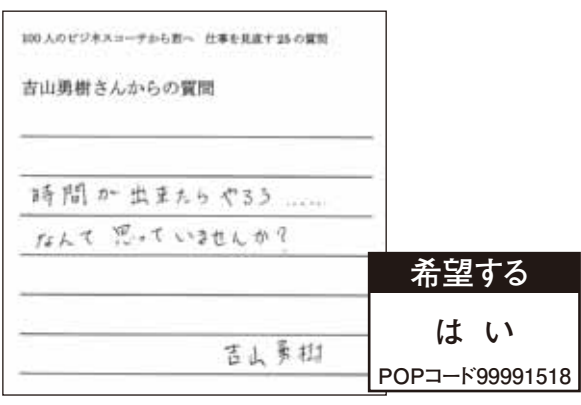 100人のビジネスコーチから君へ 仕事を見直す25の質問
吉山勇樹さんからの質問
時間が出来たらやろう……
なんて思っていませんか?
吉山勇樹
希望する
はい
POPコード99991518